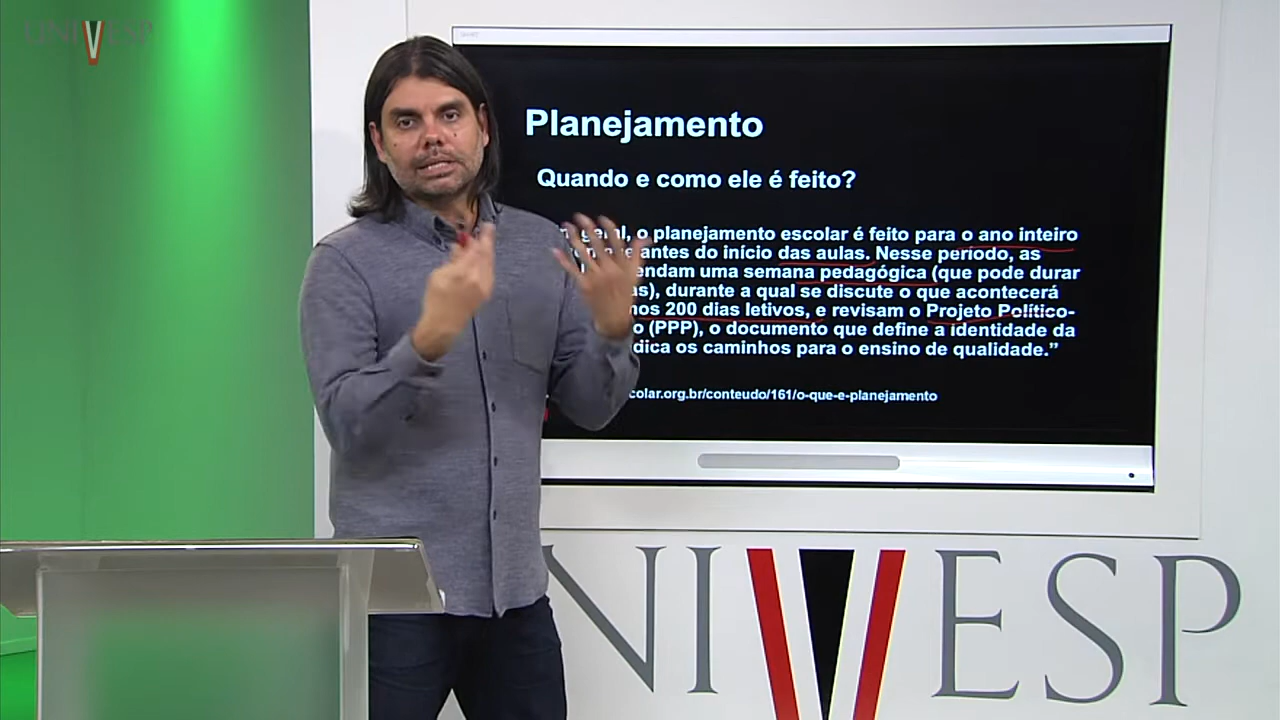 UNIVESP
Planejamento
Quando e como ele é feito?
geral, o planejamento escolar é feito para o ano inteiro
antes do início das aulas. Nesse período, as
uma semana pedagógica (que pode durar
durante a qual se discute o que acontecerá
200 dias letivos, e revisam o Projeto Político-
(PPP), o documento que define a identidade da
os caminhos para o ensino de qualidade.”
colar.org.br/conteudo/161/o-que-e-planejamento
NIVESP